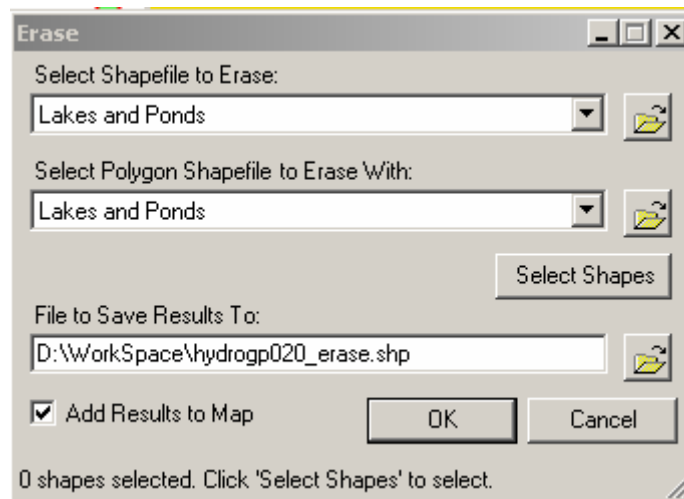 Erase
Select Shapefile to Erase:
Lakes and Ponds
Select Polygon Shapefile to Erase With:
Lakes and Ponds
Select Shapes
File to Save Results To:
D:\WorkSpace\hydrogp020_erase.shp
Add Results to Map
OK
Cancel
0 shapes selected. Click 'Select Shapes' to select.